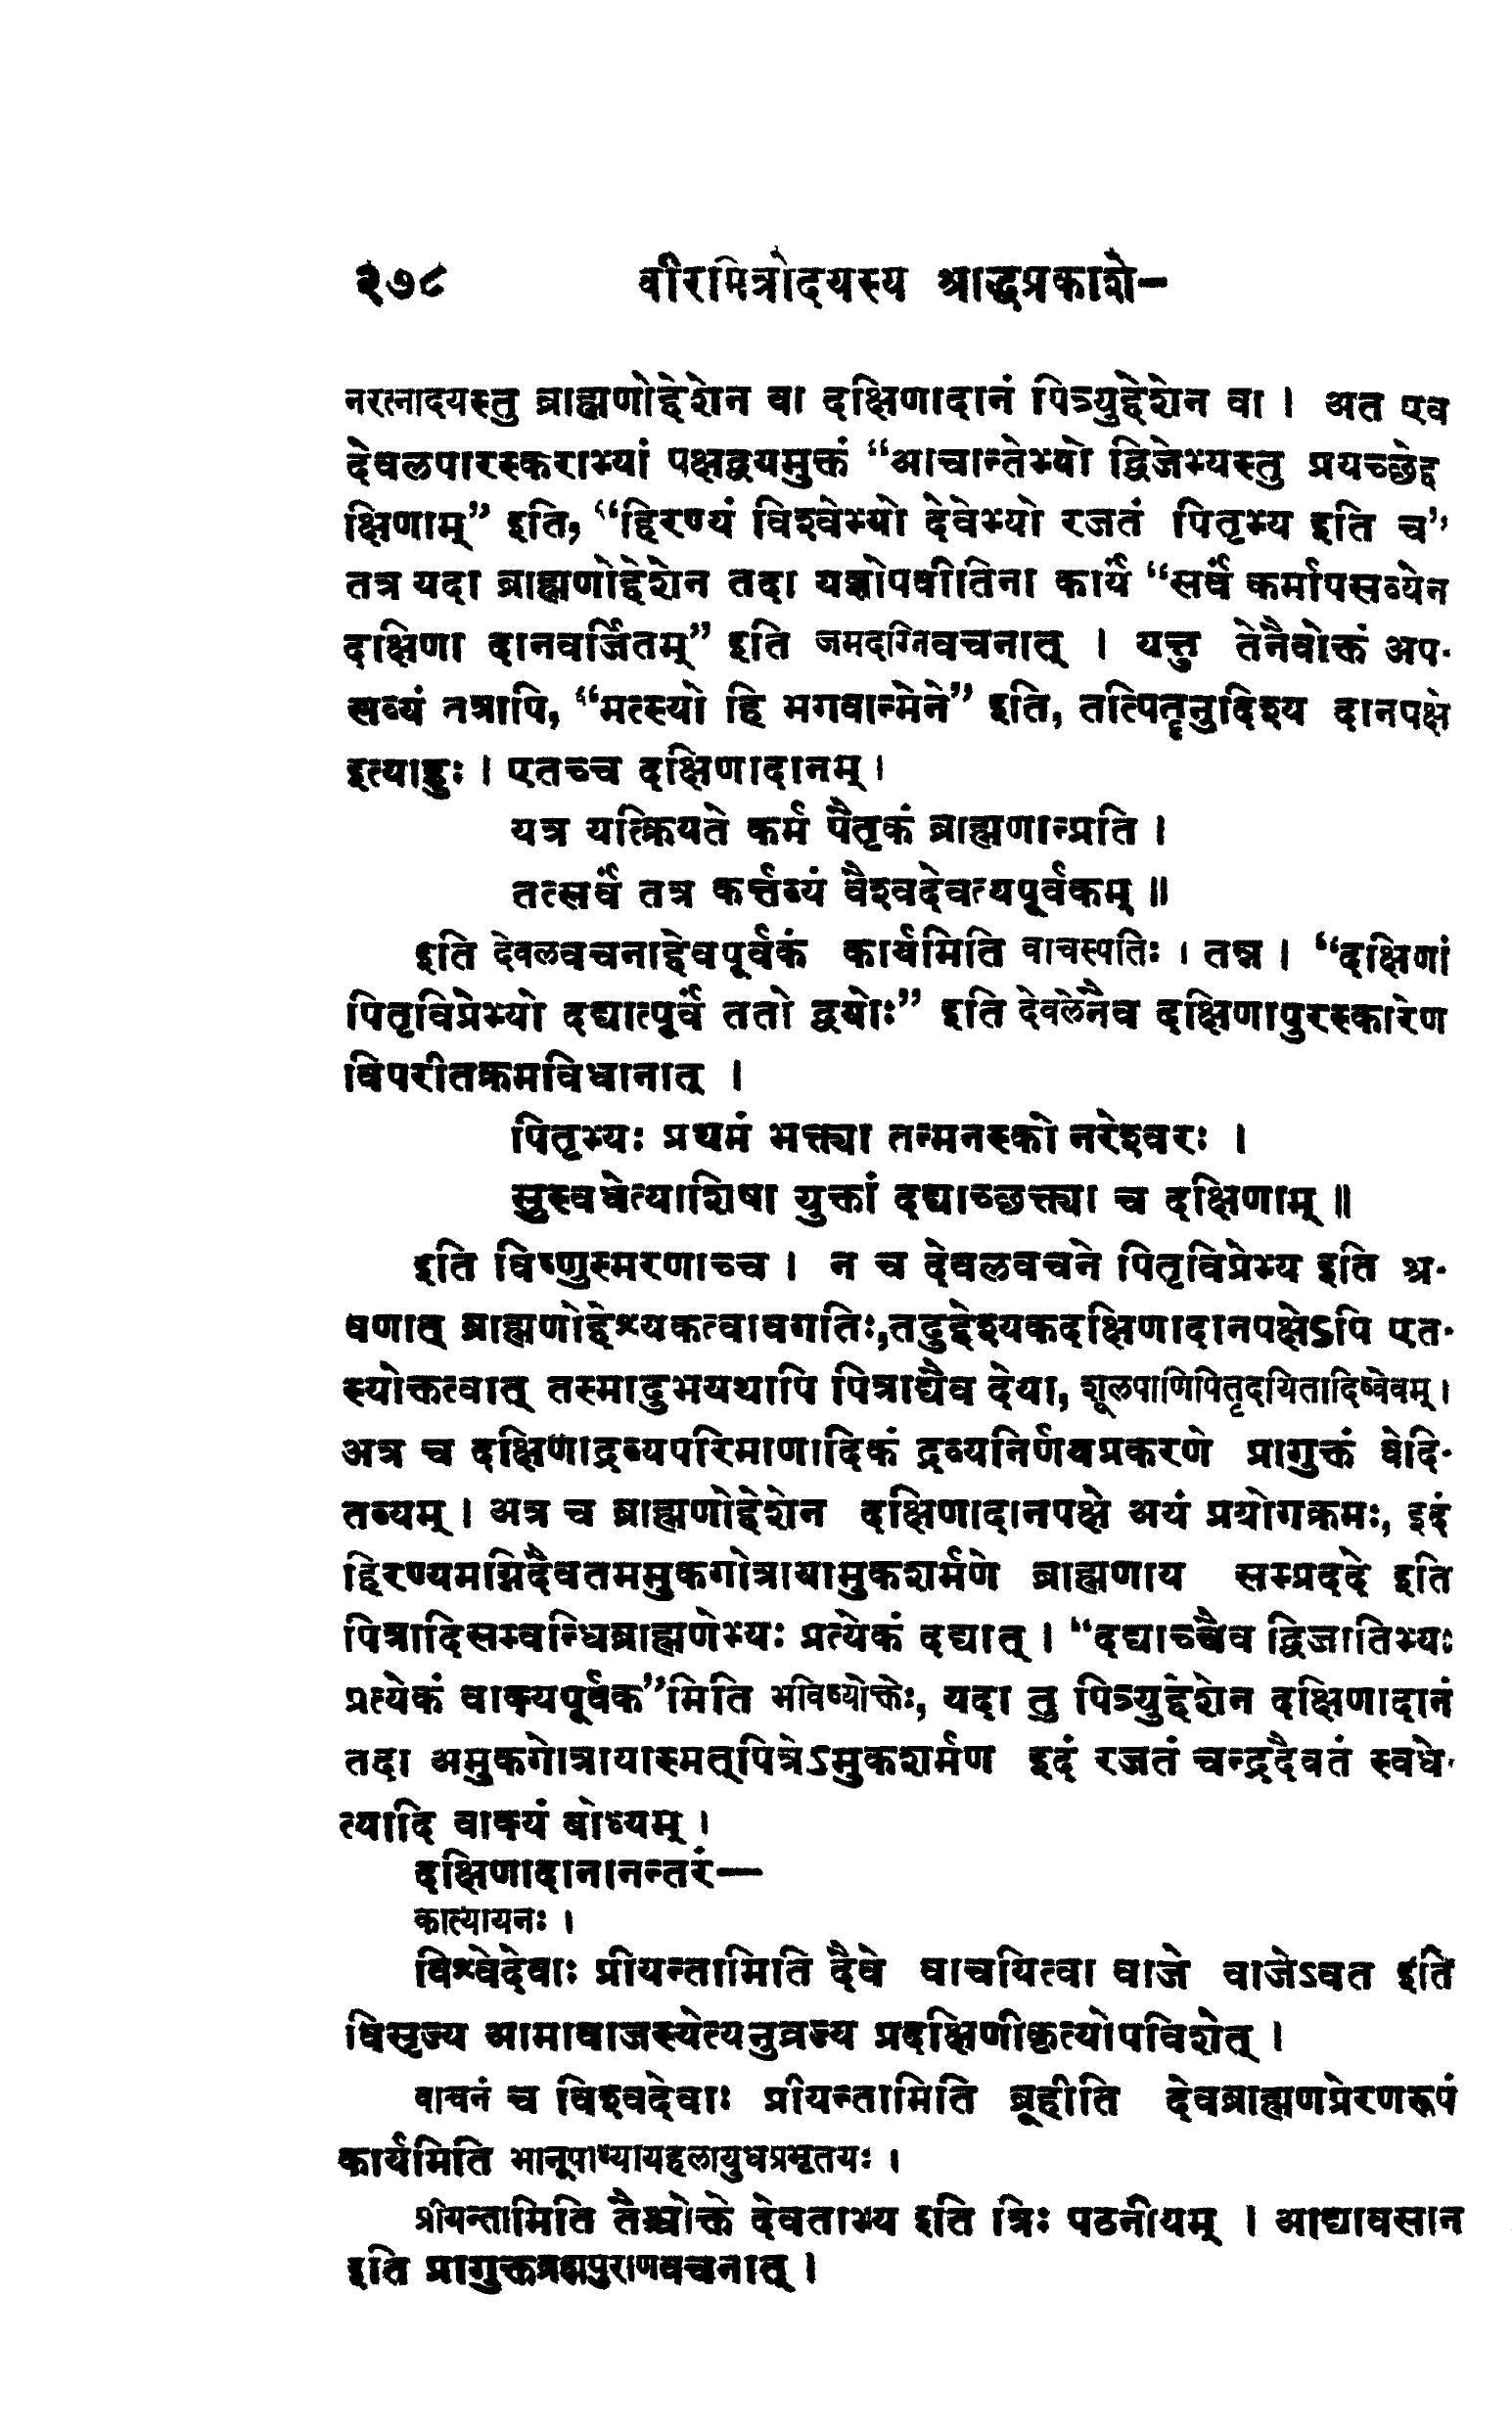 २७८ वीरमित्रोदयस्य श्राद्धप्रकाशे-
नरत्नादयस्तु ब्राह्मणोद्देशेन वा दक्षिणादानं पित्र्युद्देशेन वा । अत एव
देवलपारस्कराभ्यां पक्षद्वयमुक्तं “आचान्तेभ्यो द्विजेभ्यस्तु प्रयच्छेद्द
क्षिणाम्” इति, “हिरण्यं विश्वेभ्यो देवेभ्यो रजतं पितृभ्य इति च”
तत्र यदा ब्राह्मणोद्देशेन तदा यज्ञोपवीतिना कार्यं “सर्वं कर्मापसव्येन
दक्षिणा दानवर्जितम्” इति जमदग्निवचनात् । यत्तु तेनैवोक्तं अप-
सव्यं तत्रापि, “मत्स्यो हि भगवान्मेने” इति, तत्पितॄनुद्दिश्य दानपक्षे
इत्याहुः । एतच्च दक्षिणादानम् ।
यत्र यत्क्रियते कर्म पैतृकं ब्राह्मणान्प्रति ।
तत्सर्वं तत्र कर्त्तव्यं वैश्वदेवत्यपूर्वकम् ॥
इति देवलवचनाद्देवपूर्वकं कार्यमिति वाचस्पतिः । तन्न । “दक्षिणां
पितृविप्रेभ्यो दद्यात्पूर्वं ततो द्वयोः” इति देवलेनैव दक्षिणापुरस्कारेण
विपरीतक्रमविधानात् ।
पितृभ्यः प्रथमं भक्त्या तन्मनस्को नरेश्वरः ।
सुस्वधेत्याशिषा युक्तां दद्याच्छक्त्या च दक्षिणाम् ॥
इति विष्णुस्मरणाच्च । न च देवलवचने पितृविप्रेभ्य इति श्र-
वणात् ब्राह्मणोद्देश्यकत्वावगतिः,तदुद्देश्यकदक्षिणादानपक्षेऽपि एत-
स्योक्तत्वात् तस्मादुभयथापि पित्राद्यैव देया, शूलपाणिपितृदयितादिष्वेवम् ।
अत्र च दक्षिणाद्रव्यपरिमाणादिकं द्रव्यनिर्णयप्रकरणे प्रागुक्तं वेदि-
तव्यम् । अत्र च ब्राह्मणोद्देशेन दक्षिणादानपक्षे अयं प्रयोगक्रमः, इदं
हिरण्यमग्निदैवतममुकगोत्रायामुकशर्मणे ब्राह्मणाय सम्प्रददे इति
पित्रादिसम्बन्धिब्राह्मणेभ्यः प्रत्येकं दद्यात् । “दद्याच्चैव द्विजातिभ्यः
प्रत्येकं वाक्यपूर्वक”मिति भविष्योक्तेः, यदा तु पित्र्युद्देशेन दक्षिणादानं
तदा अमुकगोत्रायास्मत्पित्रेऽमुकशर्मण इदं रजतं चन्द्रदैवतं स्वधे-
त्यादि वाक्यं बोध्यम् ।
दक्षिणादानानन्तरं—
कात्यायनः ।
विश्वेदेवाः प्रीयन्तामिति दैवे वाचयित्वा वाजे वाजेऽवत इति
विसृज्य आमावाजस्येत्यनुव्रज्य प्रदक्षिणीकृत्योपविशेत् ।
वाचनं च विश्वदेवाः प्रीयन्तामिति ब्रूहीति देवब्राह्मणप्रेरणरूपं
कार्यमिति भानूपाध्यायहलायुधप्रभृतयः ।
प्रीयन्तामिति तैश्चोक्ते देवताभ्य इति त्रिः पठनीयम् । आद्यावसान
इति प्रागुक्तब्रह्मपुराणवचनात् ।